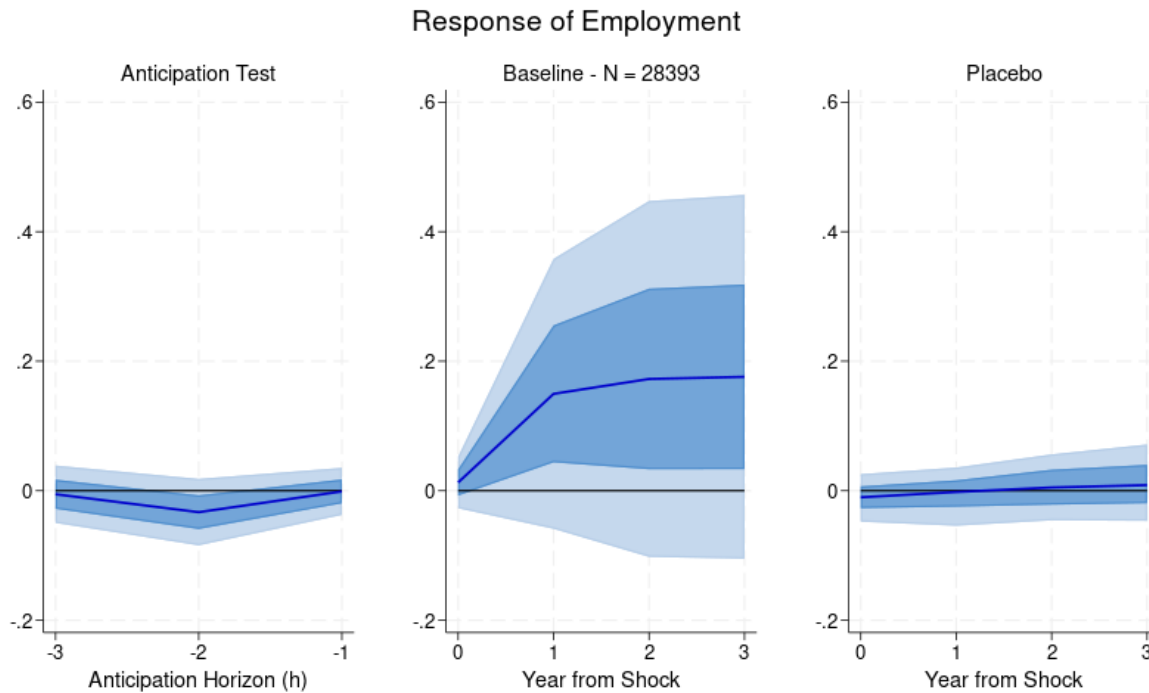 Response of Employment
Anticipation Test
.6
.4
.2
0
-.2
-3 -2 -1
Anticipation Horizon (h)
Baseline - N = 28393
.6
.4
.2
0
-.2
0 1 2 3
Year from Shock
Placebo
.6
.4
.2
0
-.2
0 1 2 3
Year from Shock